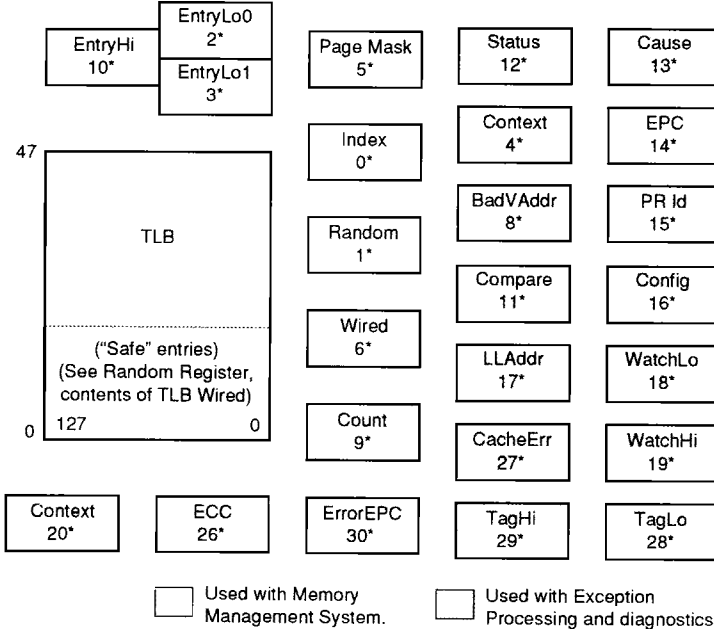 EntryHi
10*
EntryLo0
2*
EntryLo1
3*
Page Mask
5*
Status
12*
Cause
13*
Index
0*
Context
4*
EPC
14*
47
TLB
("Safe" entries)
(See Random Register,
contents of TLB Wired)
127
0
0
Random
1*
BadVAddr
8*
PR Id
15*
Compare
11*
Config
16*
Wired
6*
LLAddr
17*
WatchLo
18*
Count
9*
CacheErr
27*
WatchHi
19*
Context
20*
ECC
26*
ErrorEPC
30*
TagHi
29*
TagLo
28*
Used with Memory
Management System.
Used with Exception
Processing and diagnostics